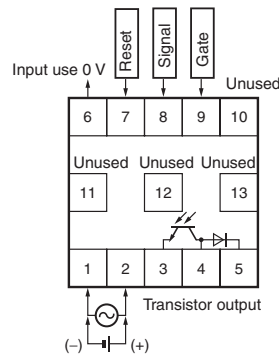 Reset
Signal
Gate
Input use 0 V
Unused
6 7 8 9 10
Unused Unused Unused
11 12 13
1 2 3 4 5
Transistor output
(−) (+)